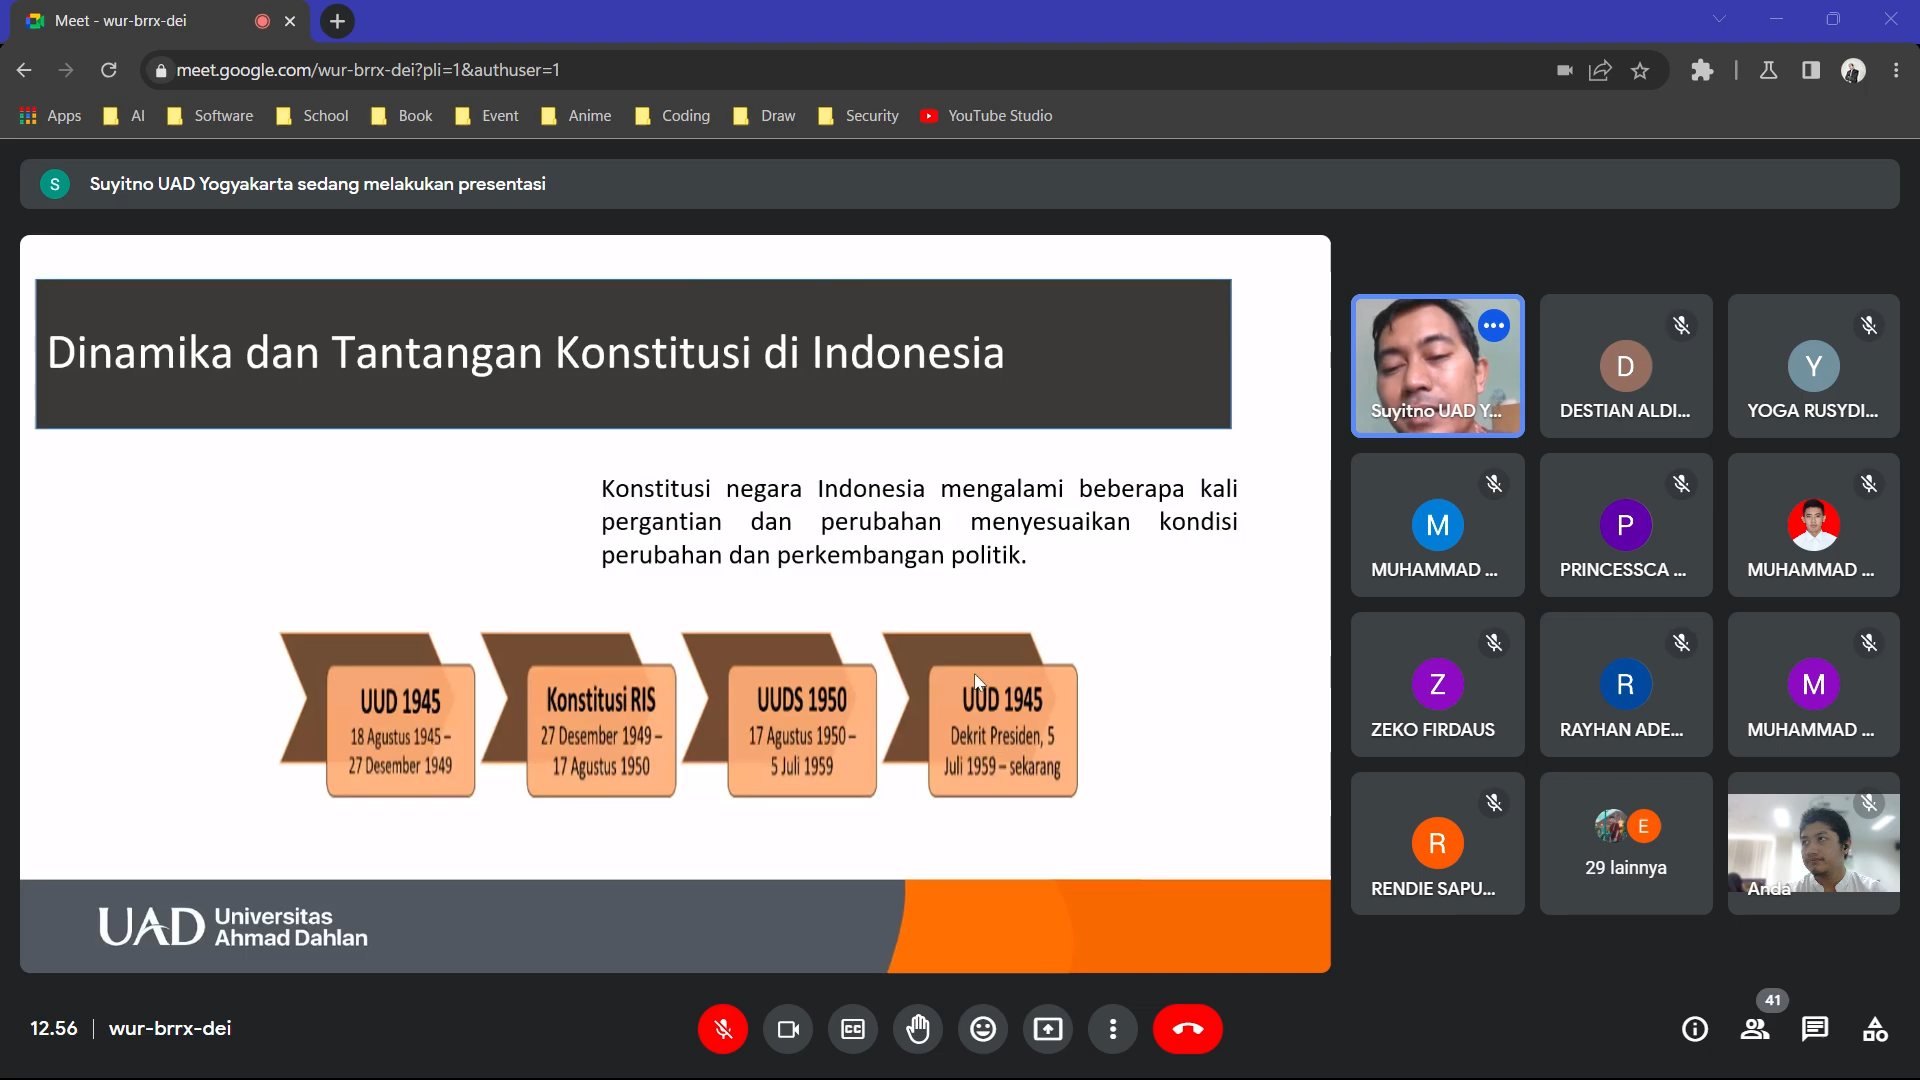 Meet - wur-brrx-dei
meet.google.com/wur-brrx-dei?pli=1&authuser=1
Apps AI Software School Book Event Anime Coding Draw Security YouTube Studio
S Suyitno UAD Yogyakarta sedang melakukan presentasi
Dinamika dan Tantangan Konstitusi di Indonesia
Konstitusi negara Indonesia mengalami beberapa kali
pergantian dan perubahan menyesuaikan kondisi
perubahan dan perkembangan politik.
UUD 1945
18 Agustus 1945 –
27 Desember 1949
Konstitusi RIS
27 Desember 1949 –
17 Agustus 1950
UUDS 1950
17 Agustus 1950 –
5 Juli 1959
UUD 1945
Dekrit Presiden, 5
Juli 1959 – sekarang
UAD Universitas
Ahmad Dahlan
Suyitno UAD Y...
D
DESTIAN ALDI...
Y
YOGA RUSYDI...
M
MUHAMMAD ...
P
PRINCESSCA ...
MUHAMMAD ...
Z
ZEKO FIRDAUS
R
RAYHAN ADE...
M
MUHAMMAD ...
R
RENDIE SAPU...
E
29 lainnya
Anda
12.56 | wur-brrx-dei
CC
41